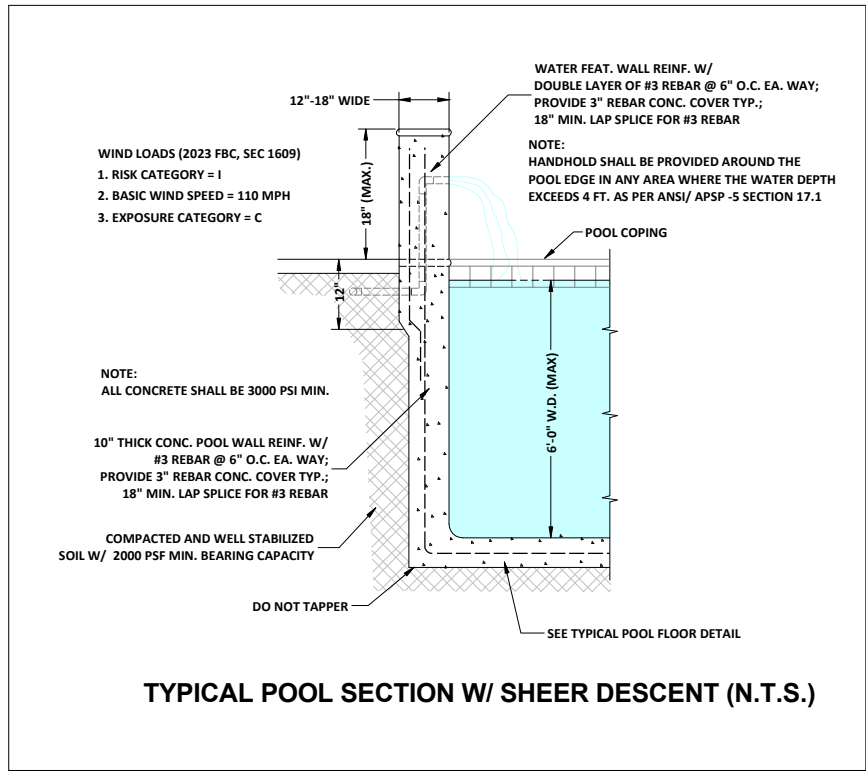 WATER FEAT. WALL REINF. W/
DOUBLE LAYER OF #3 REBAR @ 6" O.C. EA. WAY;
PROVIDE 3" REBAR CONC. COVER TYP.;
18" MIN. LAP SPLICE FOR #3 REBAR
12"-18" WIDE
NOTE:
HANDHOLD SHALL BE PROVIDED AROUND THE
POOL EDGE IN ANY AREA WHERE THE WATER DEPTH
EXCEEDS 4 FT. AS PER ANSI/ APSP -5 SECTION 17.1
WIND LOADS (2023 FBC, SEC 1609)
1. RISK CATEGORY = I
2. BASIC WIND SPEED = 110 MPH
3. EXPOSURE CATEGORY = C
18" (MAX.)
POOL COPING
12"
6'-0" W.D. (MAX)
NOTE:
ALL CONCRETE SHALL BE 3000 PSI MIN.
10" THICK CONC. POOL WALL REINF. W/
#3 REBAR @ 6" O.C. EA. WAY;
PROVIDE 3" REBAR CONC. COVER TYP.;
18" MIN. LAP SPLICE FOR #3 REBAR
COMPACTED AND WELL STABILIZED
SOIL W/ 2000 PSF MIN. BEARING CAPACITY
DO NOT TAPPER
SEE TYPICAL POOL FLOOR DETAIL
TYPICAL POOL SECTION W/ SHEER DESCENT (N.T.S.)